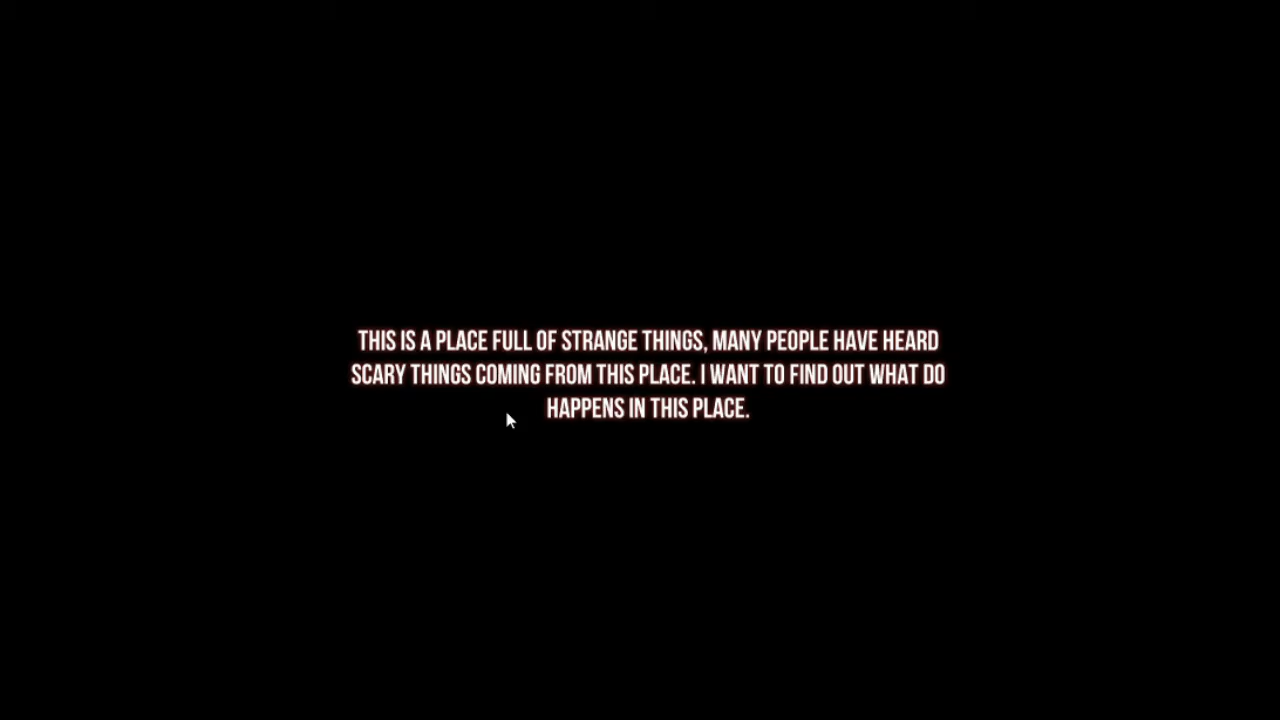 THIS IS A PLACE FULL OF STRANGE THINGS, MANY PEOPLE HAVE HEARD
SCARY THINGS COMING FROM THIS PLACE. I WANT TO FIND OUT WHAT DO
HAPPENS IN THIS PLACE.